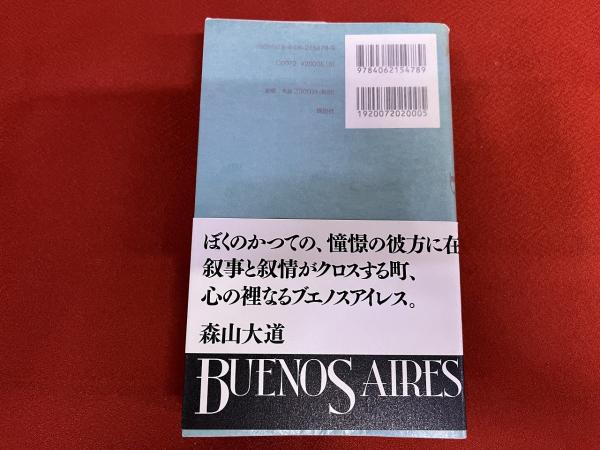 9784062154789
1920072020005
ぼくのかつての、憧憬の彼方に在
叙事と叙情がクロスする町、
心の裡なるブエノスアイレス。
森山大道
BUENOS AIRES